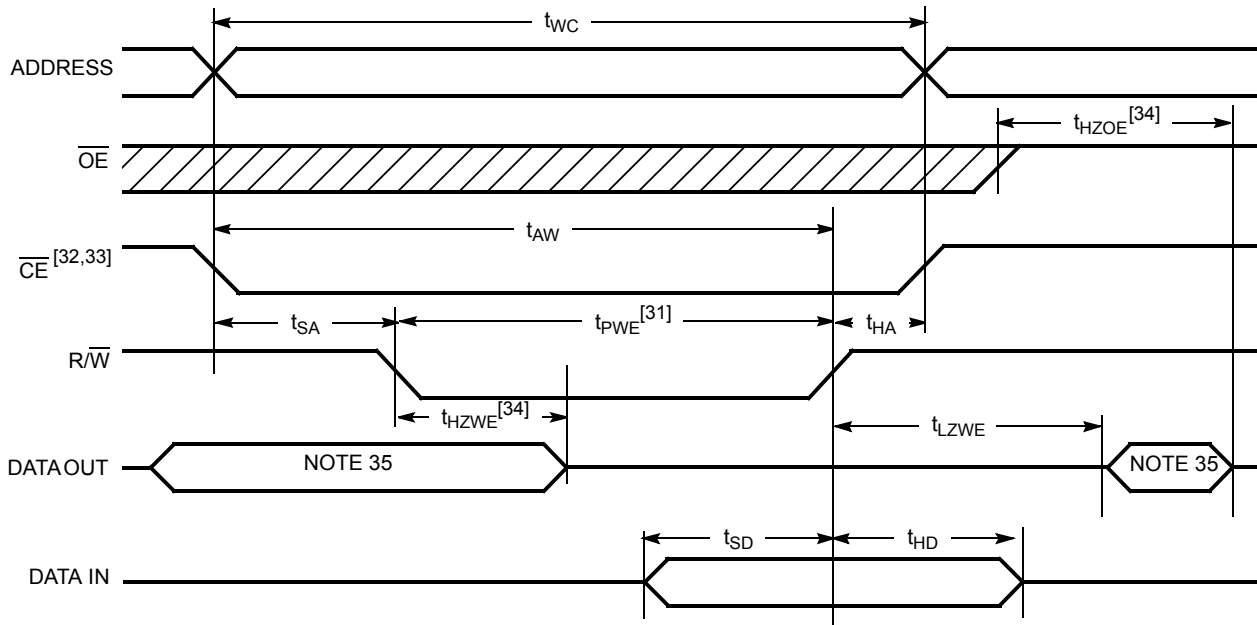 tWC
ADDRESS
tHZOE[34]
OE
tAW
CE [32,33]
tSA
tPWE[31]
tHA
R/W
tHZWE[34]
tLZWE
DATA OUT
NOTE 35
NOTE 35
tSD
tHD
DATA IN